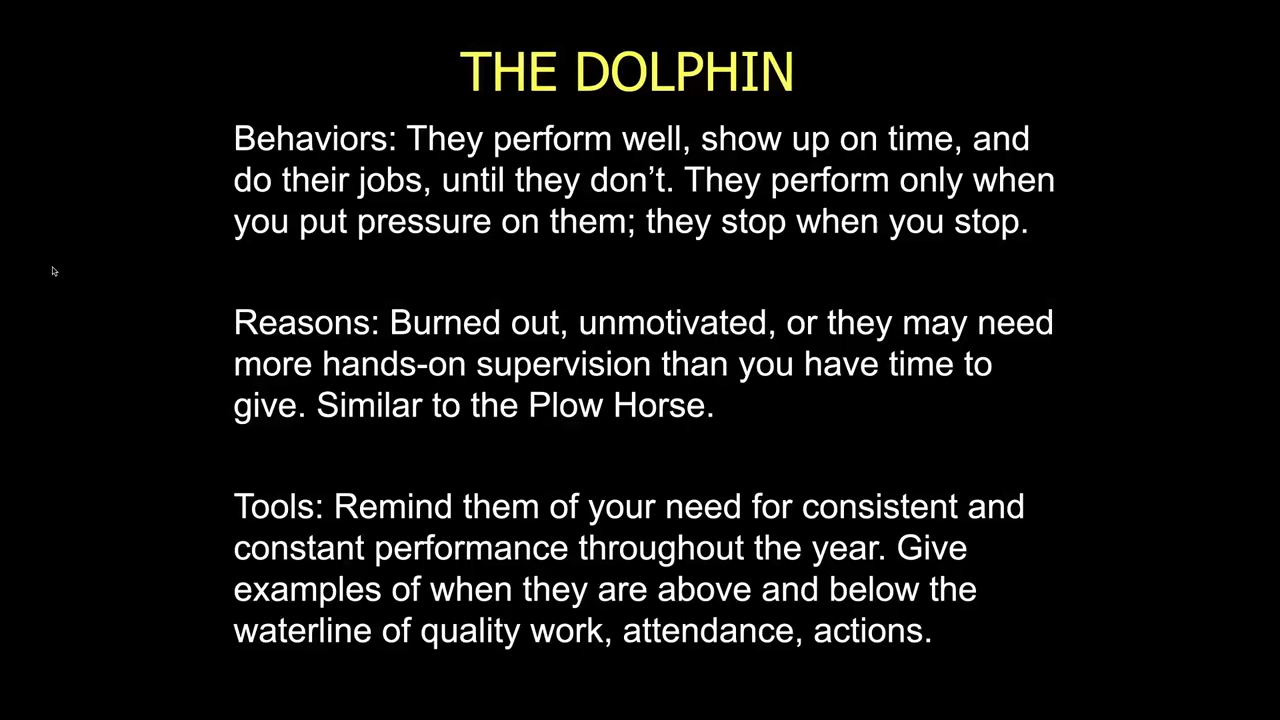 THE DOLPHIN
Behaviors: They perform well, show up on time, and
do their jobs, until they don’t. They perform only when
you put pressure on them; they stop when you stop.
Reasons: Burned out, unmotivated, or they may need
more hands-on supervision than you have time to
give. Similar to the Plow Horse.
Tools: Remind them of your need for consistent and
constant performance throughout the year. Give
examples of when they are above and below the
waterline of quality work, attendance, actions.